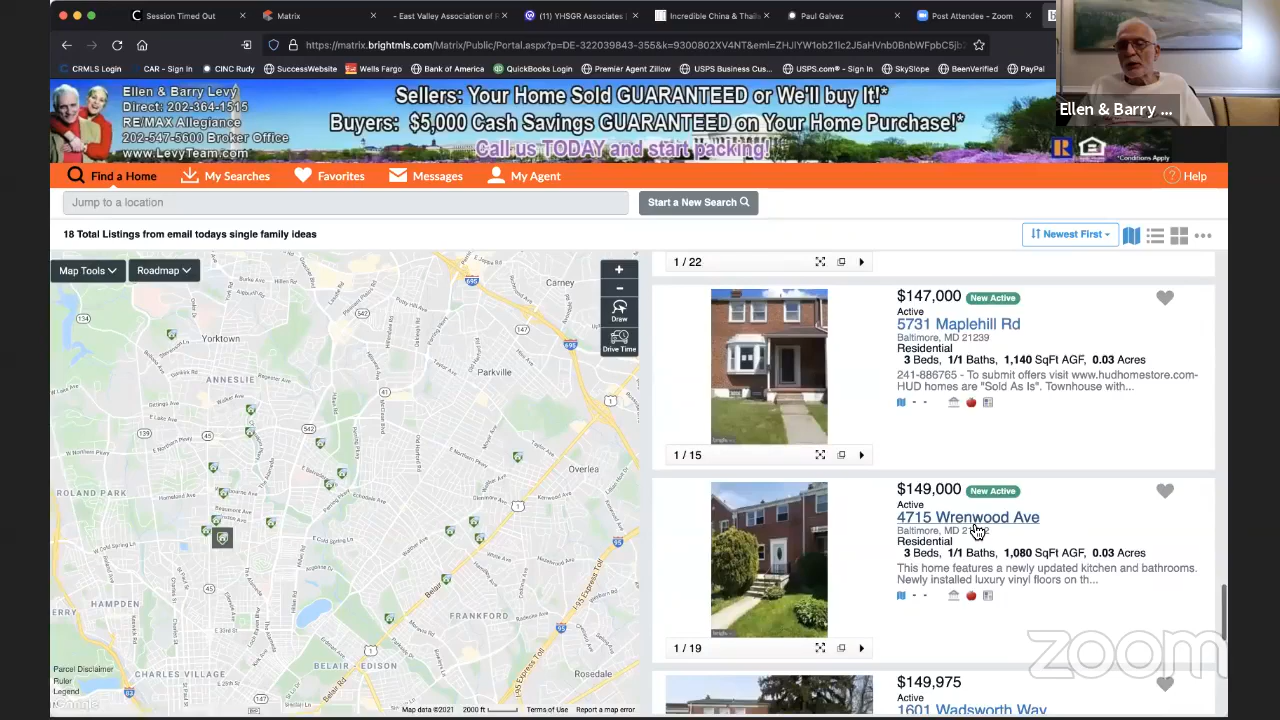 Session Timed Out
Matrix
- East Valley Association of R
(11) YHSGR Associates |
Incredible China & Thaila
Paul Galvez
Post Attendee - Zoom
https://matrix.brightmls.com/Matrix/Public/Portal.aspx?p=DE-322039843-355&k=9300802XV4NT&eml=
CRMLS Login
CAR - Sign In
CINC Rudy
SuccessWebsite
Wells Fargo
Bank of America
QuickBooks Login
Premier Agent Zillow
USPS Business Cu...
USPS.com® - Sign In
SkySlope
BeenVerified
PayPal
Ellen & Barry Levy
Direct: 202-364-1515
RE/MAX Allegiance
202-547-5600 Broker Office
www.LevyTeam.com
Sellers: Your Home Sold GUARANTEED or We'll buy It!*
Buyers: $5,000 Cash Savings GUARANTEED on Your Home Purchase!*
Call us TODAY and start packing!
*Conditions Apply
Ellen & Barry ...
Find a Home
My Searches
Favorites
Messages
My Agent
Help
Jump to a location
Start a New Search
18 Total Listings from email todays single family ideas
Newest First
Map Tools
Roadmap
Draw
Drive Time
Carney
Yorktown
Parkville
ANNESLIE
Overlea
ROLAND PARK
HAMPDEN
FRANKFORD
BELAIR - EDISON
CHARLES VILLAGE
Rosedale
Parcel Disclaimer
Ruler
Legend
Map data ©2021
2000 ft
Terms of Use
Report a map error
1 / 22
$147,000 New Active
Active
5731 Maplehill Rd
Baltimore, MD 21239
Residential
3 Beds, 1/1 Baths, 1,140 SqFt AGF, 0.03 Acres
241-886765 - To submit offers visit www.hudhomestore.com-
HUD homes are "Sold As Is". Townhouse with...
1 / 15
$149,000 New Active
Active
4715 Wrenwood Ave
Baltimore, MD
Residential
3 Beds, 1/1 Baths, 1,080 SqFt AGF, 0.03 Acres
This home features a newly updated kitchen and bathrooms.
Newly installed luxury vinyl floors on th...
1 / 19
$149,975
Active
1601 Wadsworth Way
zoom